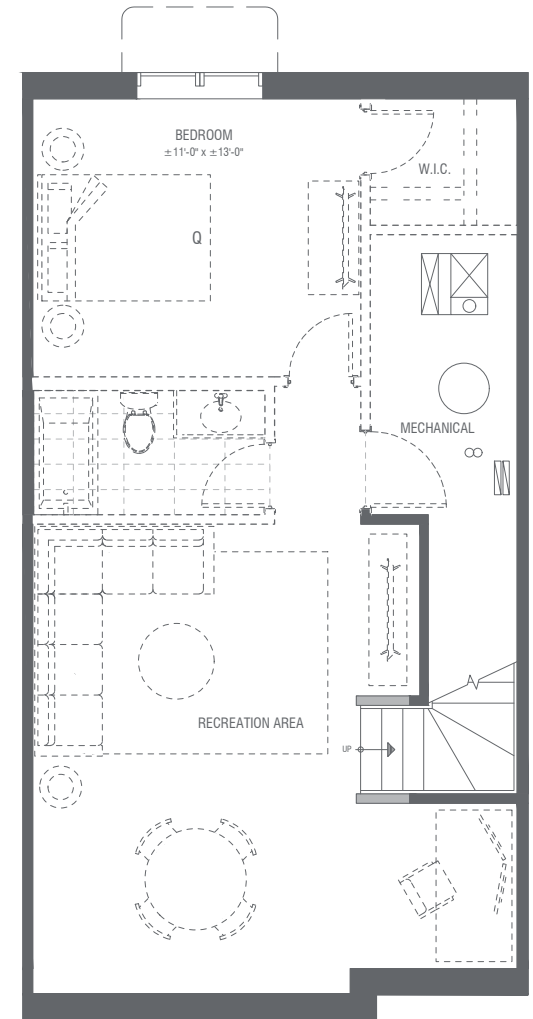 BEDROOM
±11'-0" x ±13'-0"
W.I.C.
Q
MECHANICAL
RECREATION AREA
UP